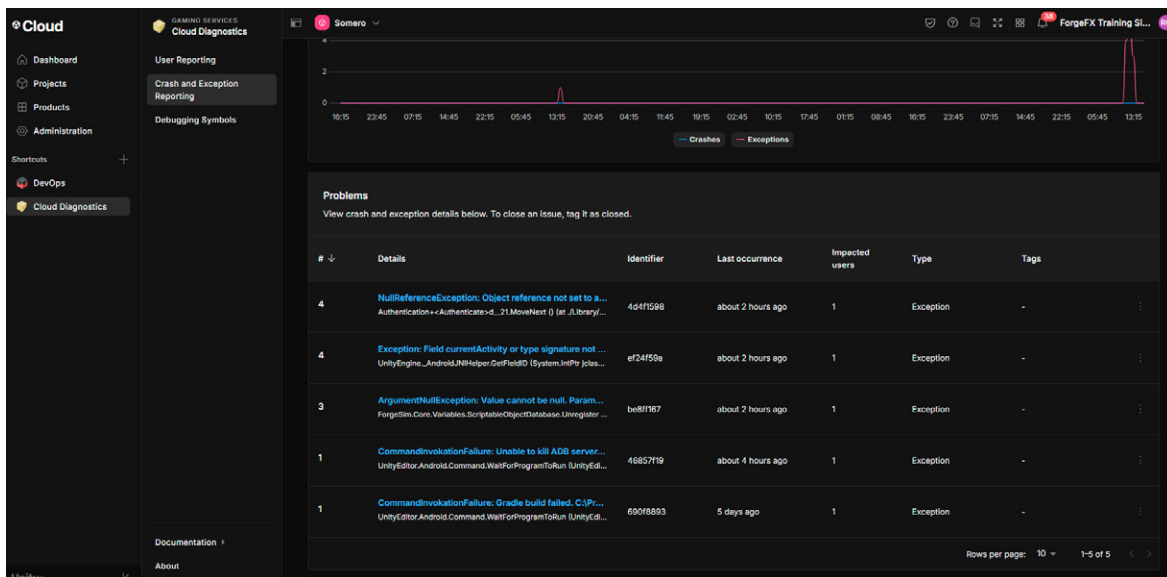 Cloud
GAMING SERVICES
Cloud Diagnostics
Somero
38
ForgeFX Training Si...
Dashboard
Projects
Products
Administration
Shortcuts
DevOps
Cloud Diagnostics
User Reporting
Crash and Exception
Reporting
Debugging Symbols
Documentation
About
4
2
0
16:15 23:45 07:15 14:45 22:15 05:45 13:15 20:45 04:15 11:45 19:15 02:45 10:15 17:45 01:15 08:45 16:15 23:45 07:15 14:45 22:15 05:45 13:15
Crashes Exceptions
Problems
View crash and exception details below. To close an issue, tag it as closed.
# Details Identifier Last occurrence Impacted users Type Tags
4 NullReferenceException: Object reference not set to a... 4d4f1598 about 2 hours ago 1 Exception -
Authentication+<Authenticate>d__21.MoveNext () (at ./Library/...
4 Exception: Field currentActivity or type signature not ... ef24f59a about 2 hours ago 1 Exception -
UnityEngine._AndroidJNIHelper.GetFieldID (System.IntPtr jclas...
3 ArgumentNullException: Value cannot be null. Param... be8ff167 about 2 hours ago 1 Exception -
ForgeSim.Core.Variables.ScriptableObjectDatabase.Unregister ...
1 CommandInvokationFailure: Unable to kill ADB server... 46857f19 about 4 hours ago 1 Exception -
UnityEditor.Android.Command.WaitForProgramToRun (UnityEdi...
1 CommandInvokationFailure: Gradle build failed. C:\Pr... 690f8893 5 days ago 1 Exception -
UnityEditor.Android.Command.WaitForProgramToRun (UnityEdi...
Rows per page: 10 1-5 of 5